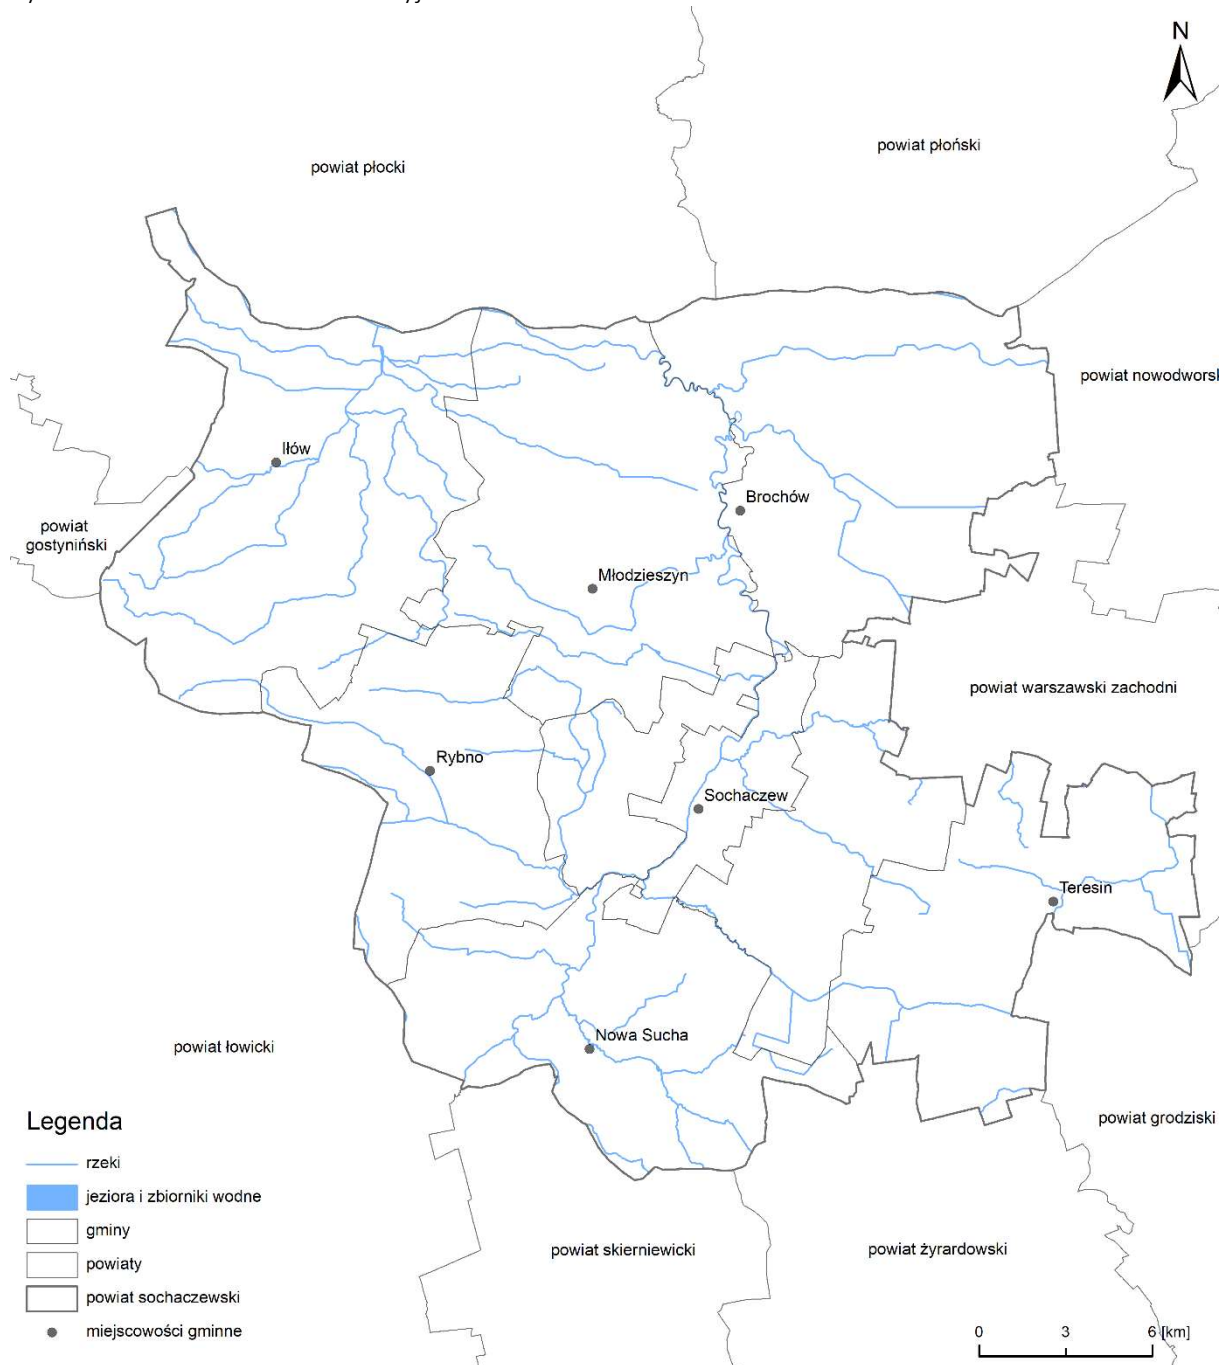 N
powiat płoński
powiat płocki
powiat nowodworsk
Iłów
Brochów
powiat
gostyniński
Młodzieszyn
powiat warszawski zachodni
Rybno
Sochaczew
Teresin
Nowa Sucha
powiat łowicki
Legenda
rzeki
jeziora i zbiorniki wodne
gminy
powiaty
powiat sochaczewski
miejscowości gminne
powiat grodziski
powiat skierniewicki
powiat żyrardowski
0 3 6 [km]